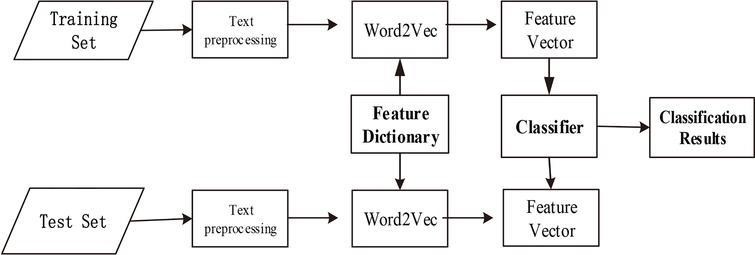 Training
Set
Text
preprocessing
Word2Vec
Feature
Vector
Feature
Dictionary
Classifier
Classification
Results
Test Set
Text
preprocessing
Word2Vec
Feature
Vector